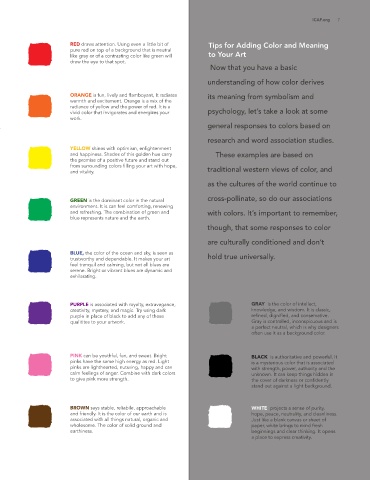 RED draws attention. Using even a little bit of
pure red on top of a background that is neutral
like gray or of a contrasting color like green will
draw the eye to that spot.
ORANGE is fun, lively and flamboyant. It radiates
warmth and excitement. Orange is a mix of the
radiance of yellow and the power of red. It is a
vivid color that invigorates and energizes your
work.
YELLOW shines with optimism, enlightenment
and happiness. Shades of this golden hue carry
the promise of a positive future and stand out
from surrounding colors filling your art with hope,
and vitality.
GREEN is the dominant color in the natural
environment. It is can feel comforting, renewing
and refreshing. The combination of green and
blue represents nature and the earth.
BLUE, the color of the ocean and sky, is seen as
trustworthy and dependable. It makes your art
feel tranquil and calming, but not all blues are
serene. Bright or vibrant blues are dynamic and
exhilarating.
PURPLE is associated with royalty, extravagance,
creativity, mystery, and magic. Try using dark
purple in place of black to add any of these
qualities to your artwork.
PINK can be youthful, fun, and sweet. Bright
pinks have the same high energy as red. Light
pinks are lighthearted, nurturing, happy and can
calm feelings of anger. Combine with dark colors
to give pink more strength.
BROWN says stable, reliable, approachable
and friendly. It is the color of our earth and is
associated with all things natural, organic and
wholesome. The color of solid ground and
earthiness.
7
Tips for Adding Color and Meaning
to Your Art
Now that you have a basic
understanding of how color derives
its meaning from symbolism and
psychology, let's take a look at some
general responses to colors based on
research and word association studies.
These examples are based on
traditional western views of color, and
as the cultures of the world continue to
cross-pollinate, so do our associations
with colors. It's important to remember,
though, that some responses to color
are culturally conditioned and don't
hold true universally.
GRAY is the color of intellect,
knowledge, and wisdom. It is classic,
refined, dignified, and conservative.
Gray is controlled, inconspicuous and is
a perfect neutral, which is why designers
often use it as a background color.
BLACK is authoritative and powerful. It
is a mysterious color that is associated
with strength, power, authority and the
unknown. It can keep things hidden in
the cover of darkness or confidently
stand out against a light background.
WHITE projects a sense of purity,
hope, peace, neutrality, and cleanliness.
Just like a blank canvas or sheet of
paper, white brings to mind fresh
beginnings and clear thinking. It opens
a place to express creativity.